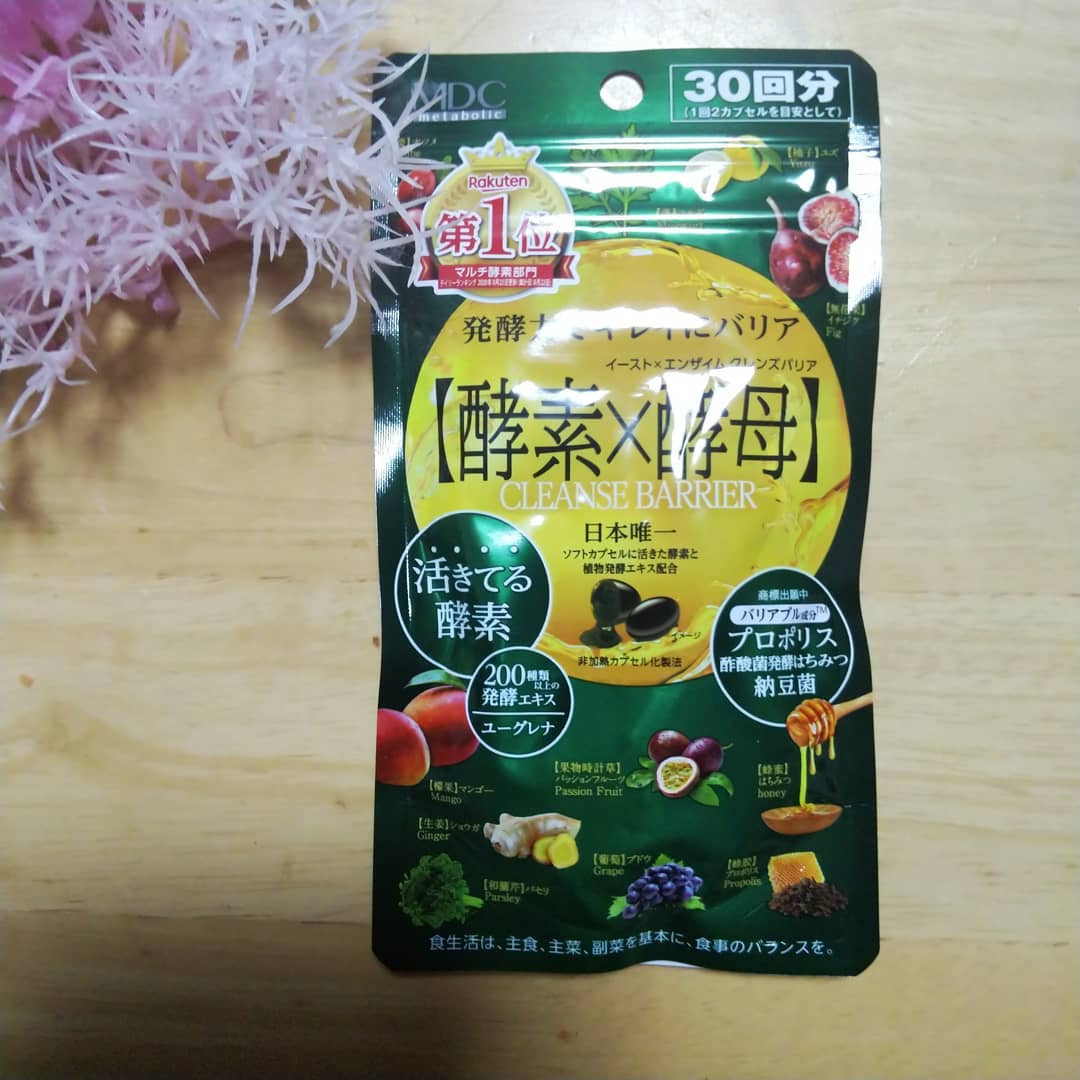 MDC
metabolic
30回分
(1回2カプセルを目安として)
Rakuten
第1位
マルチ酵素部門
【柚子】ユズ
Yuzu
【無花果】
イチジク
Fig
イースト×エンザイム クレンズバリア
【酵素×酵母】
CLEANSE BARRIER
日本唯一
ソフトカプセルに活きた酵素と
植物発酵エキス配合
イメージ
非加熱カプセル化製法
活きてる
酵素
200種類
以上の
発酵エキス
ユーグレナ
商標出願中
バリアブル成分™
プロポリス
酢酸菌発酵はちみつ
納豆菌
【檬果】マンゴー
Mango
【果物時計草】
パッションフルーツ
Passion Fruit
【蜂蜜】
はちみつ
honey
【生姜】ショウガ
Ginger
【和蘭芹】パセリ
Parsley
【葡萄】ブドウ
Grape
【蜂胶】
プロポリス
Propolis
食生活は、主食、主菜、副菜を基本に、食事のバランスを。